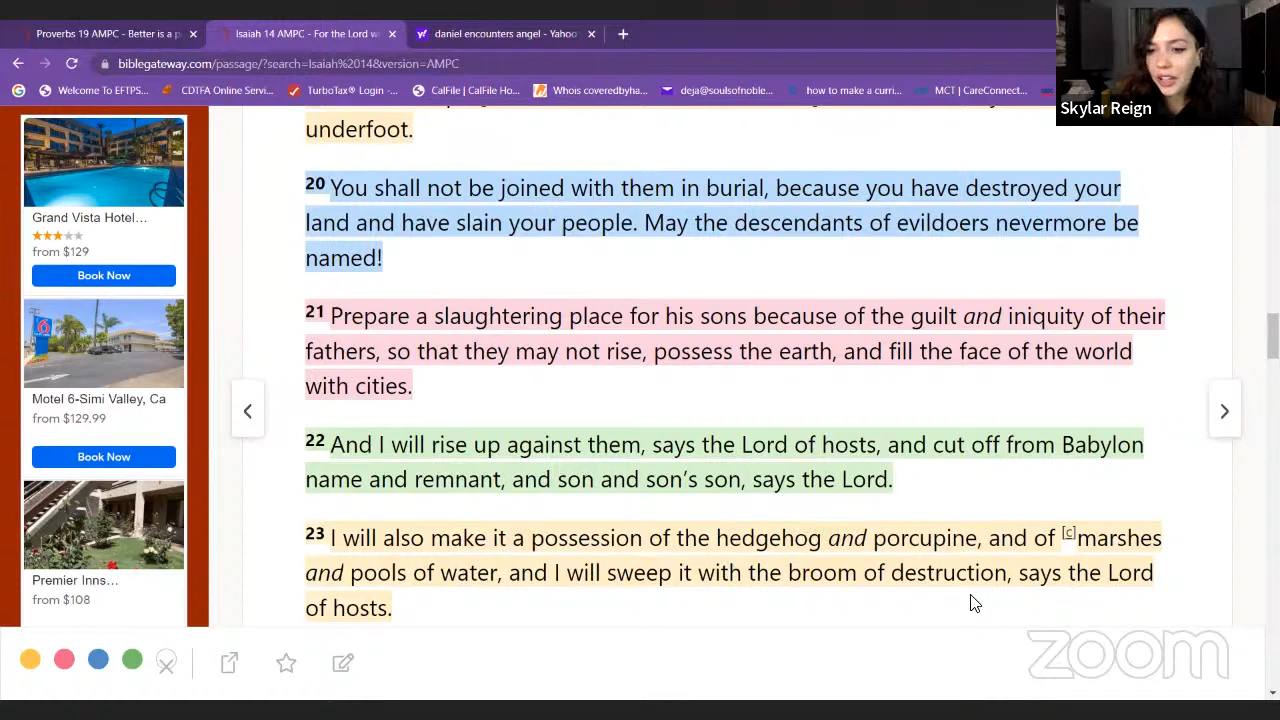 Proverbs 19 AMPC - Better is a p
Isaiah 14 AMPC - For the Lord w
daniel encounters angel - Yahoo
biblegateway.com/passage/?search=Isaiah%2014&version=AMPC
Welcome To EFTPS... CDTFA Online Servi... TurboTax® Login -... CalFile | CalFile Ho... Whois coveredbyha... deja@soulsofnoble... how to make a curri... MCT | CareConnect...
Skylar Reign
underfoot.
20 You shall not be joined with them in burial, because you have destroyed your
land and have slain your people. May the descendants of evildoers nevermore be
named!
21 Prepare a slaughtering place for his sons because of the guilt and iniquity of their
fathers, so that they may not rise, possess the earth, and fill the face of the world
with cities.
22 And I will rise up against them, says the Lord of hosts, and cut off from Babylon
name and remnant, and son and son’s son, says the Lord.
23 I will also make it a possession of the hedgehog and porcupine, and of [c]marshes
and pools of water, and I will sweep it with the broom of destruction, says the Lord
of hosts.
Grand Vista Hotel...
from $129
Book Now
Motel 6-Simi Valley, Ca
from $129.99
Book Now
Premier Inns...
from $108
zoom